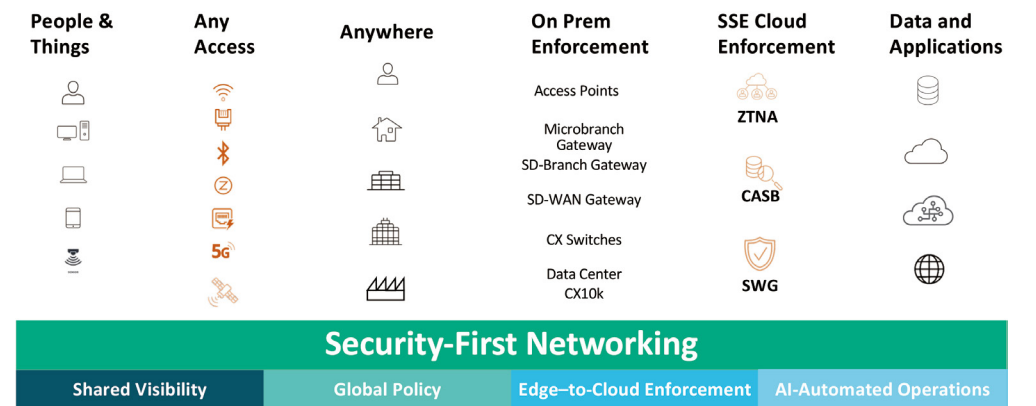 People &
Things
Any
Access
Anywhere
On Prem
Enforcement
SSE Cloud
Enforcement
Data and
Applications
Access Points
Microbranch
Gateway
SD-Branch Gateway
SD-WAN Gateway
CX Switches
Data Center
CX10k
ZTNA
CASB
SWG
Z
5G
Security-First Networking
Shared Visibility
Global Policy
Edge–to-Cloud Enforcement
AI-Automated Operations